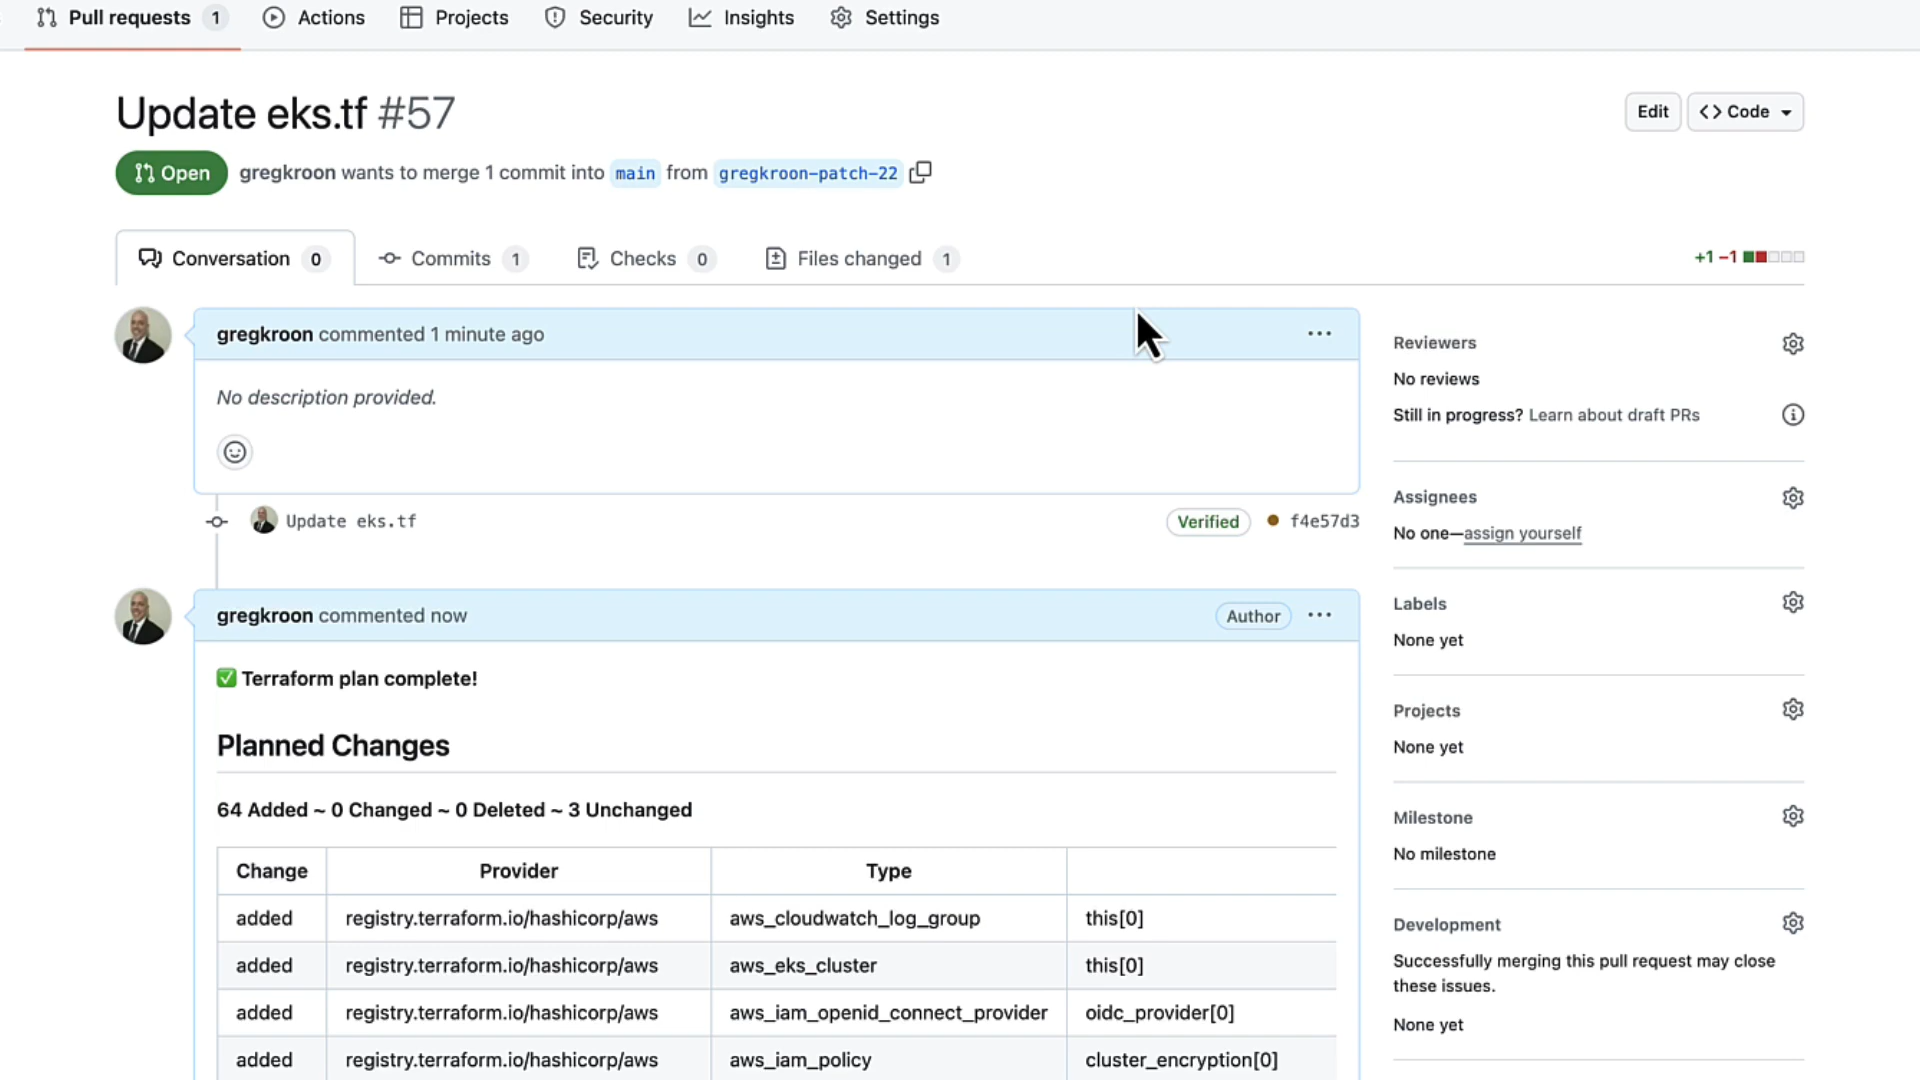 Pull requests 1 Actions Projects Security Insights Settings
Update eks.tf #57
Edit <> Code
Open gregkroon wants to merge 1 commit into main from gregkroon-patch-22
Conversation 0 Commits 1 Checks 0 Files changed 1
+1 −1
gregkroon commented 1 minute ago
No description provided.
Update eks.tf Verified f4e57d3
gregkroon commented now Author
Terraform plan complete!
Planned Changes
64 Added ~ 0 Changed ~ 0 Deleted ~ 3 Unchanged
Change Provider Type
added registry.terraform.io/hashicorp/aws aws_cloudwatch_log_group this[0]
added registry.terraform.io/hashicorp/aws aws_eks_cluster this[0]
added registry.terraform.io/hashicorp/aws aws_iam_openid_connect_provider oidc_provider[0]
added registry.terraform.io/hashicorp/aws aws_iam_policy cluster_encryption[0]
Reviewers
No reviews
Still in progress? Learn about draft PRs
Assignees
No one—assign yourself
Labels
None yet
Projects
None yet
Milestone
No milestone
Development
Successfully merging this pull request may close
these issues.
None yet